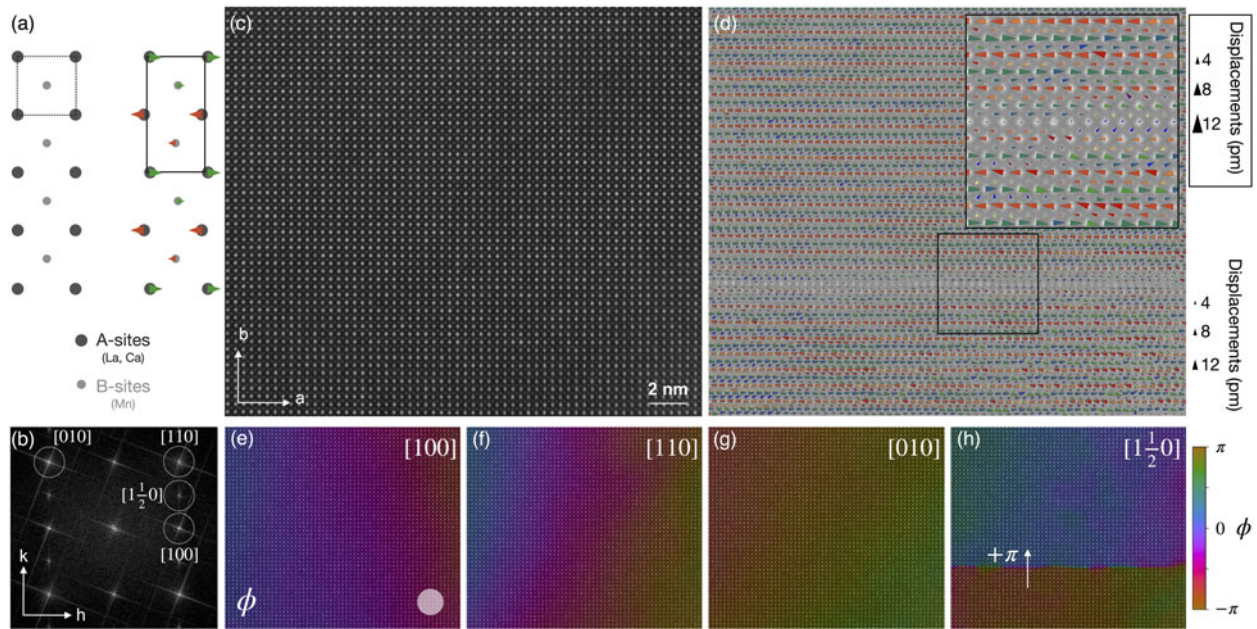 (a)
A-sites
(La, Ca)
B-sites
(Mn)
(c)
b
a
2 nm
(d)
Displacements (pm)
4
8
12
Displacements (pm)
4
8
12
(b)
[010]
[110]
[1½0]
[100]
k
h
(e)
[100]
ϕ
(f)
[110]
(g)
[010]
(h)
[1½0]
+π
π
0
ϕ
−π